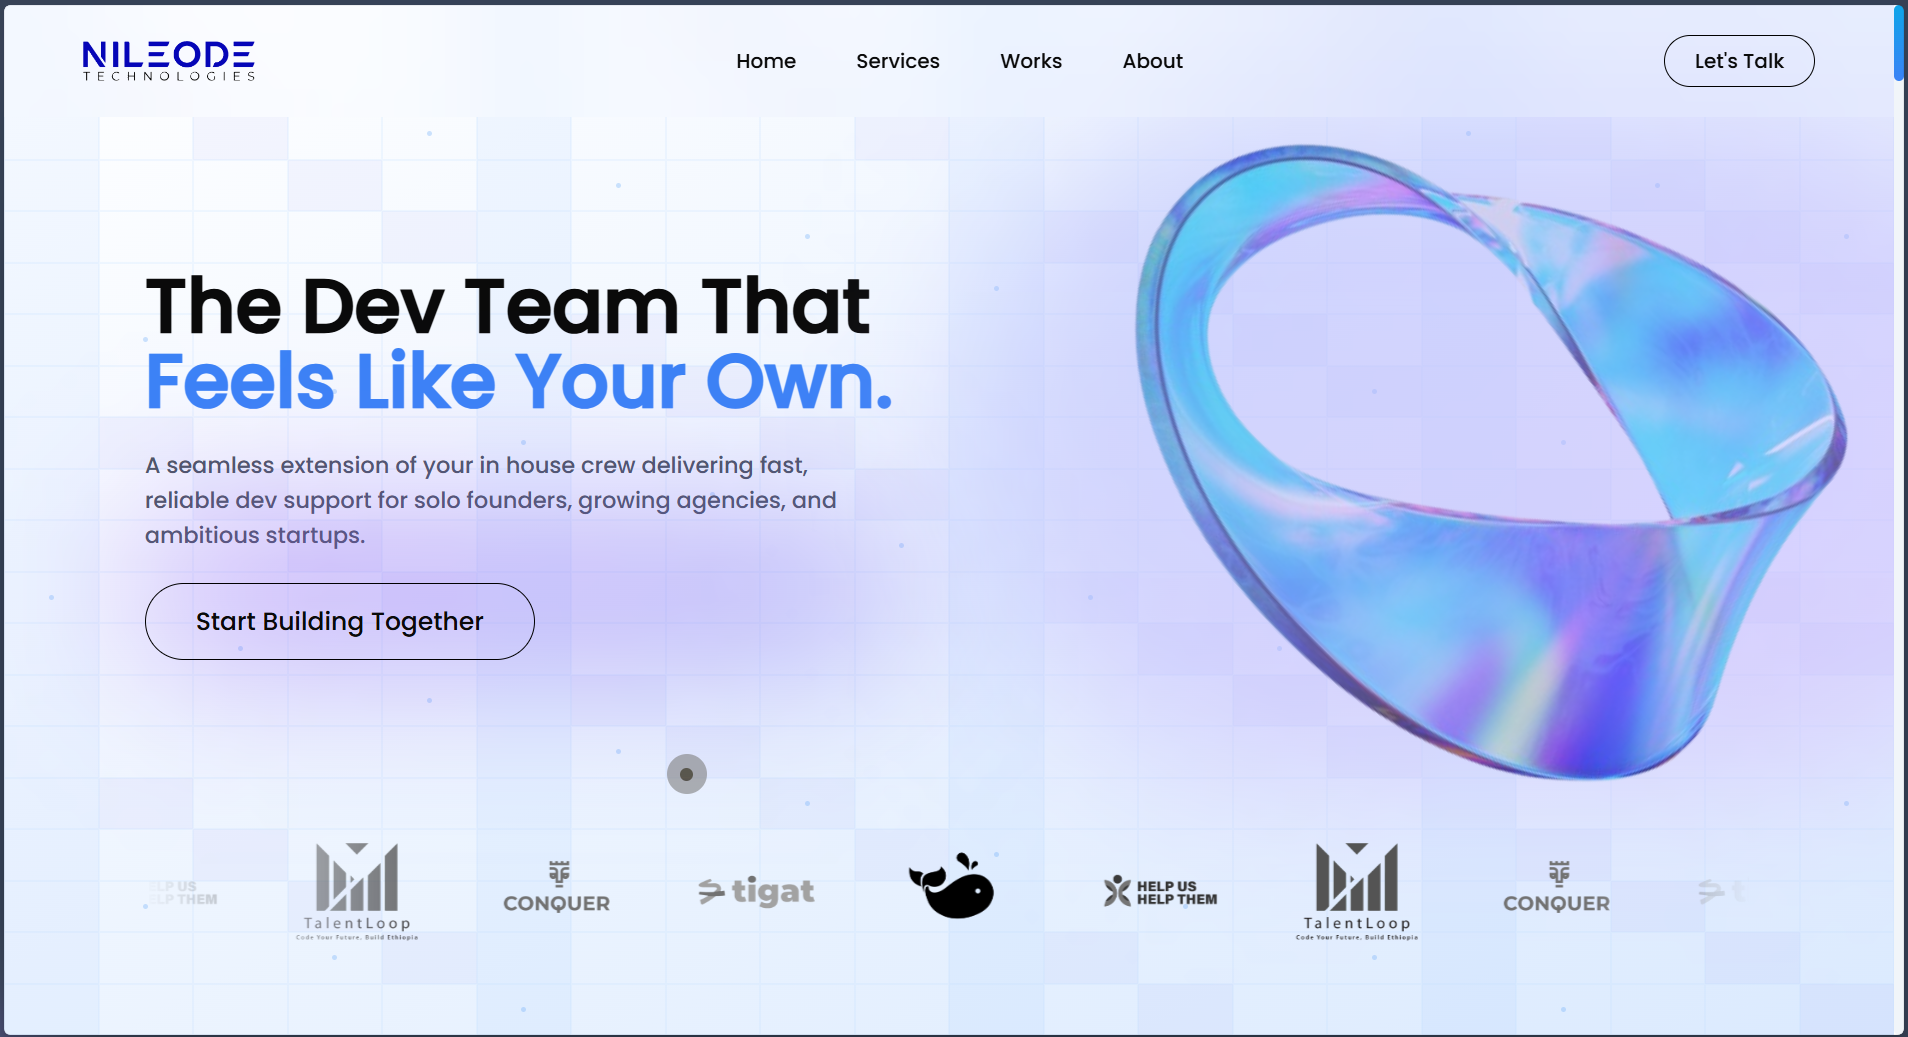 NILEODE
TECHNOLOGIES
Home
Services
Works
About
Let's Talk
The Dev Team That
Feels Like Your Own.
A seamless extension of your in house crew delivering fast,
reliable dev support for solo founders, growing agencies, and
ambitious startups.
Start Building Together
LP US
LP THEM
TalentLoop
Code Your Future. Build Ethiopia
CONQUER
tigat
HELP US
HELP THEM
TalentLoop
Code Your Future. Build Ethiopia
CONQUER